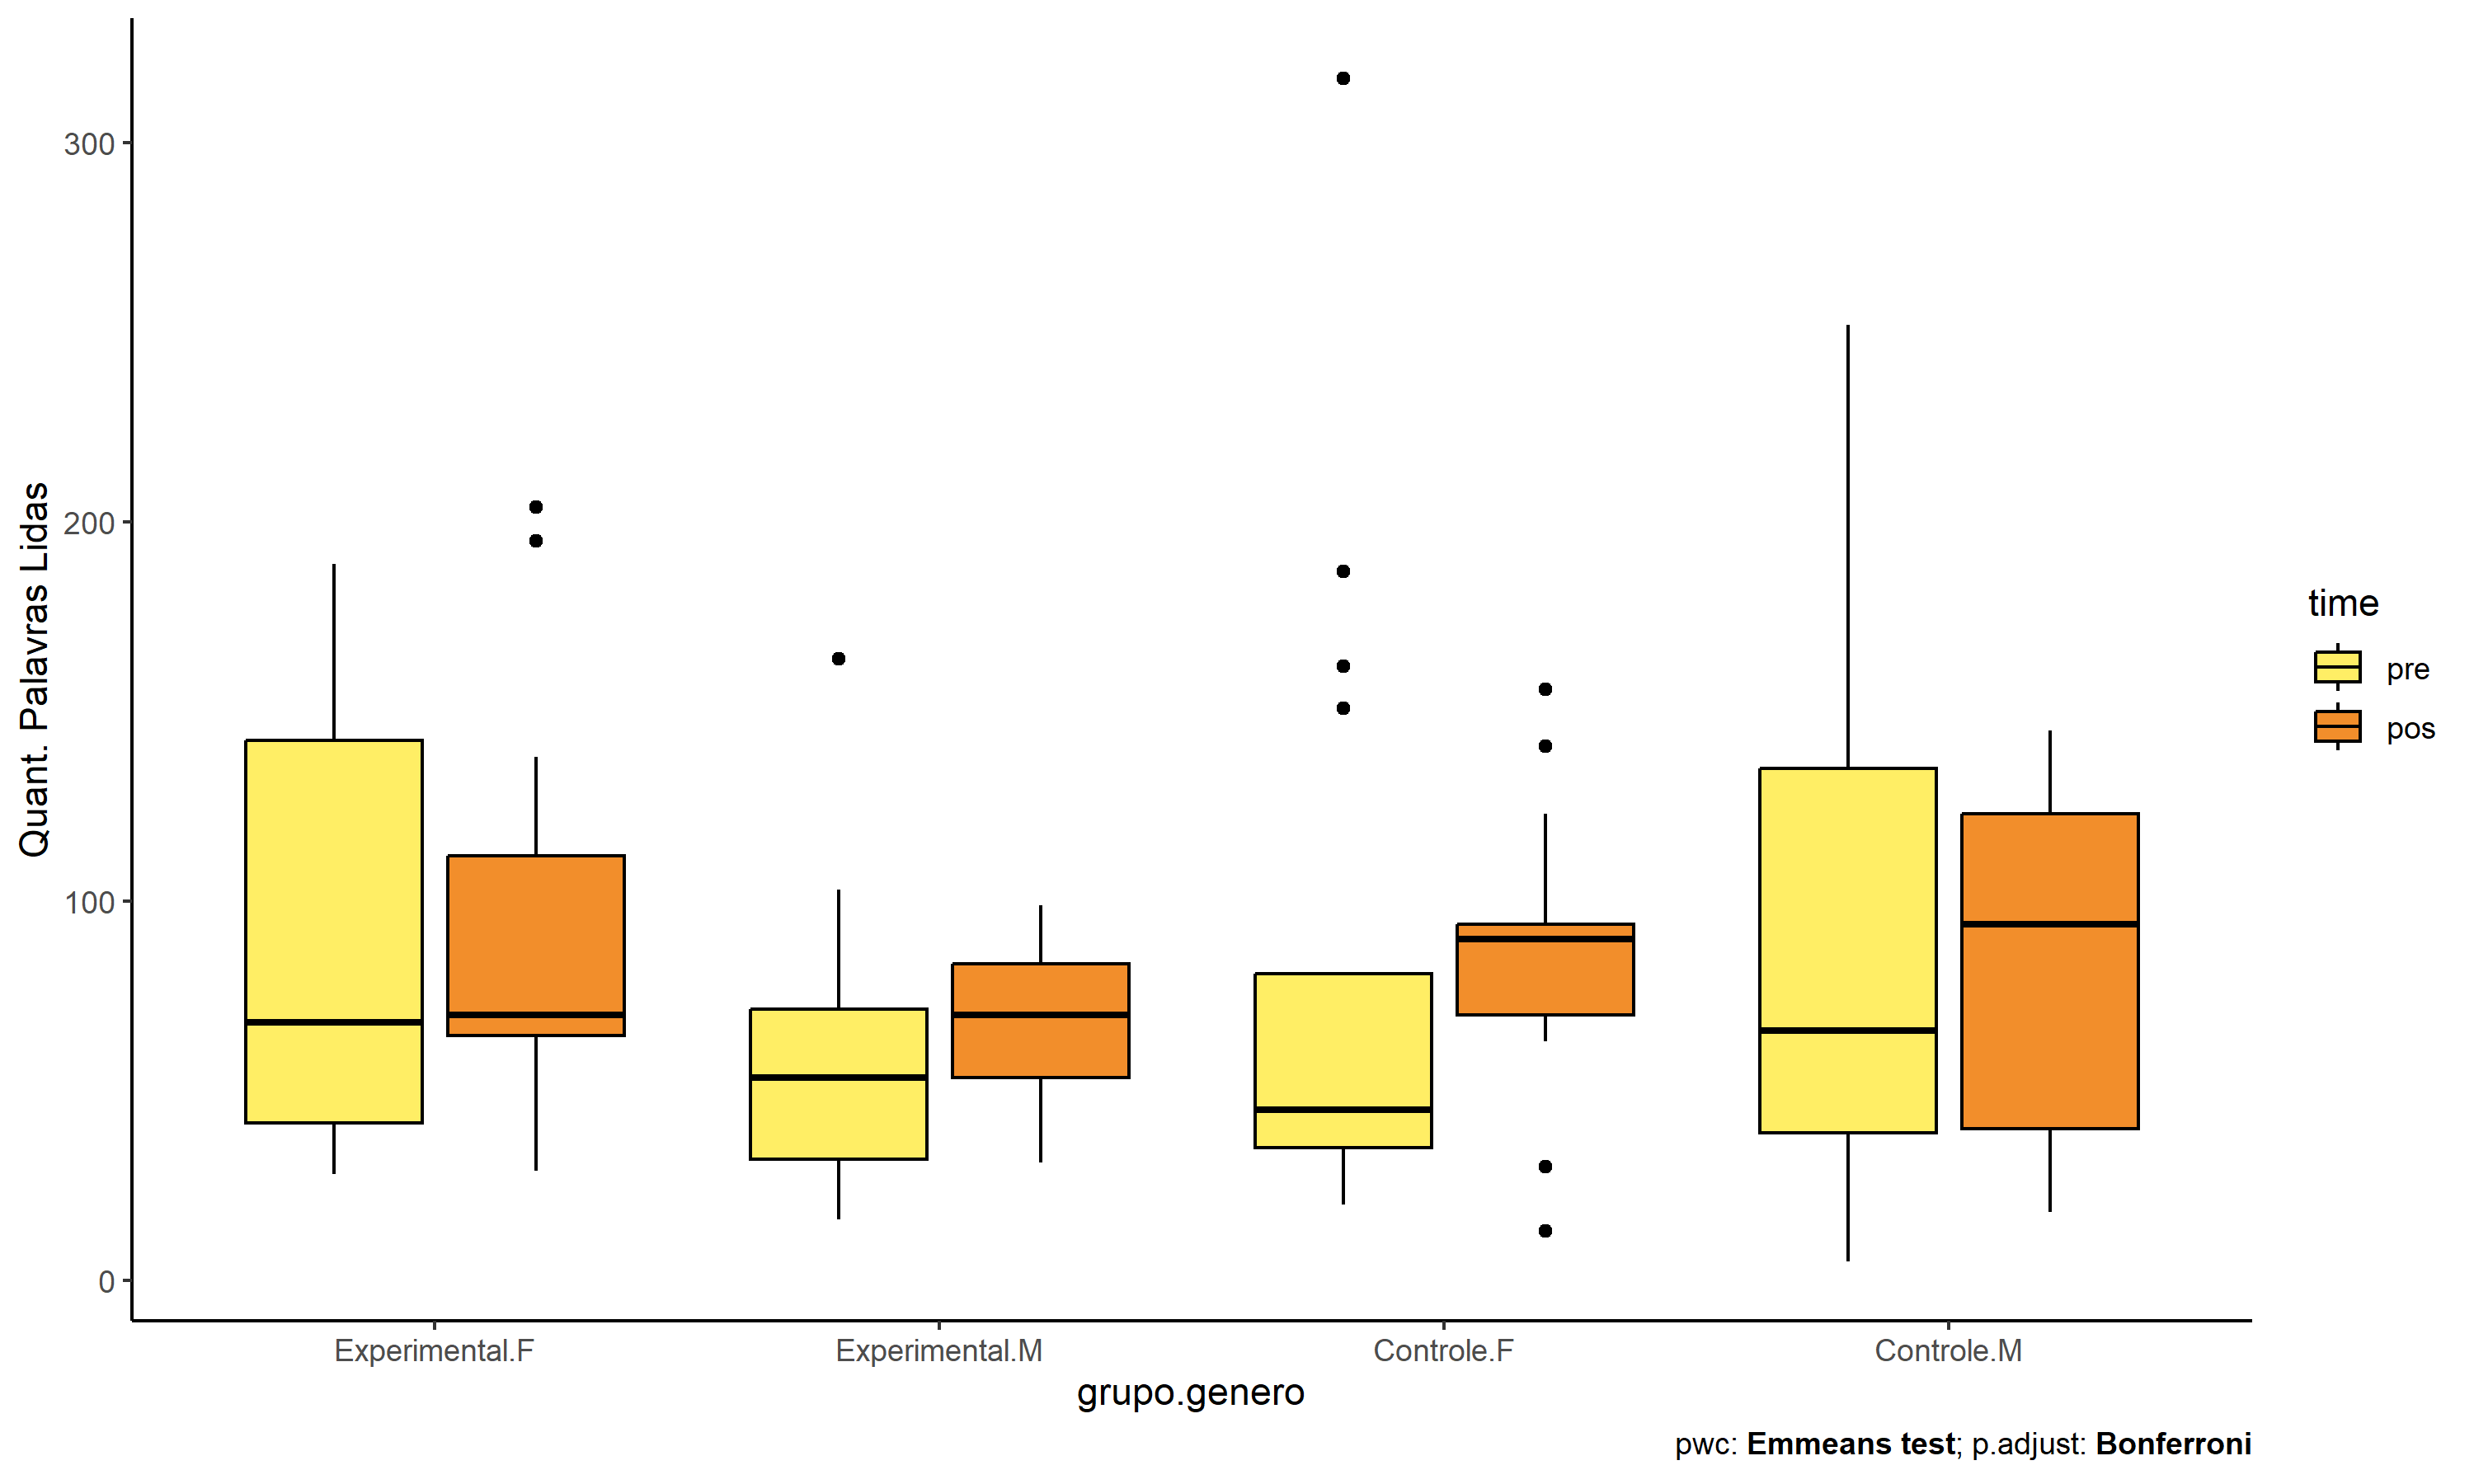 Quant. Palavras Lidas
300
200
100
0
Experimental.F
Experimental.M
Controle.F
Controle.M
grupo.genero
time
pre
pos
pwc: Emmeans test; p.adjust: Bonferroni